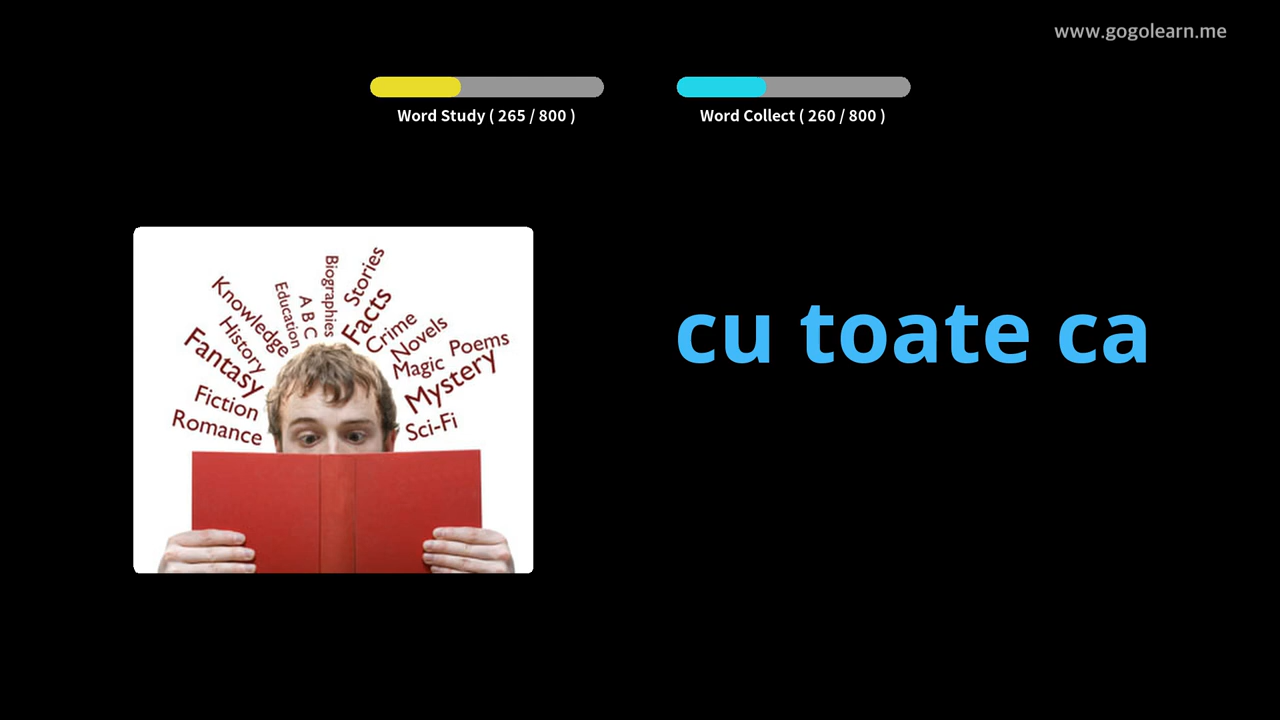 www.gogolearn.me
Word Study ( 265 / 800 )
Word Collect ( 260 / 800 )
cu toate ca
Romance
Fiction
Fantasy
History
Knowledge
Education
A B C
Biographies
Stories
Facts
Crime
Novels
Magic
Poems
Mystery
Sci-Fi